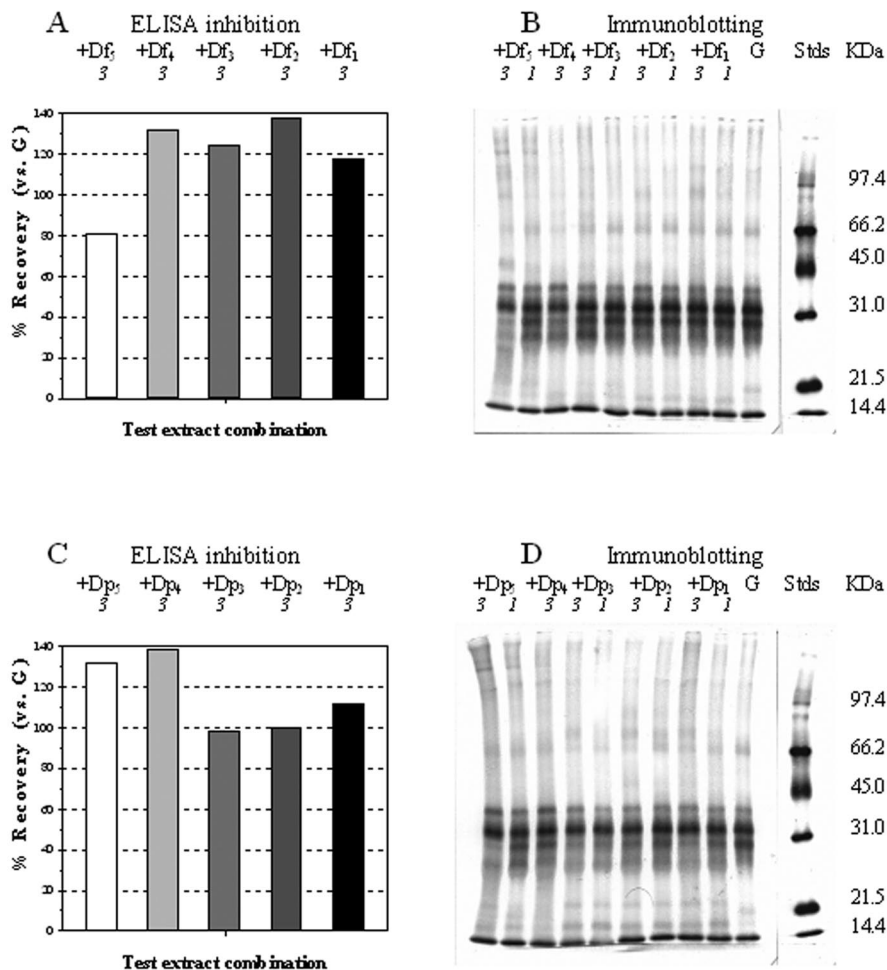 A ELISA inhibition
+Df5 +Df4 +Df3 +Df2 +Df1
3 3 3 3 3
% Recovery (vs. G)
140
120
100
80
60
40
20
0
Test extract combination
B Immunoblotting
+Df5 +Df4 +Df3 +Df2 +Df1 G Stds KDa
3 1 3 3 1 3 1 3 1
97.4
66.2
45.0
31.0
21.5
14.4
C ELISA inhibition
+Dp5 +Dp4 +Dp3 +Dp2 +Dp1
3 3 3 3 3
% Recovery (vs. G)
140
120
100
80
60
40
20
0
Test extract combination
D Immunoblotting
+Dp5 +Dp4 +Dp3 +Dp2 +Dp1 G Stds KDa
3 1 3 3 1 3 1 3 1
97.4
66.2
45.0
31.0
21.5
14.4